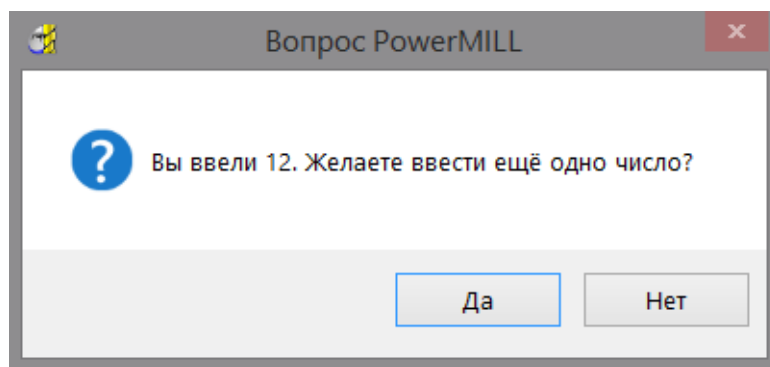 Вопрос PowerMILL
Вы ввели 12. Желаете ввести ещё одно число?
Да
Нет